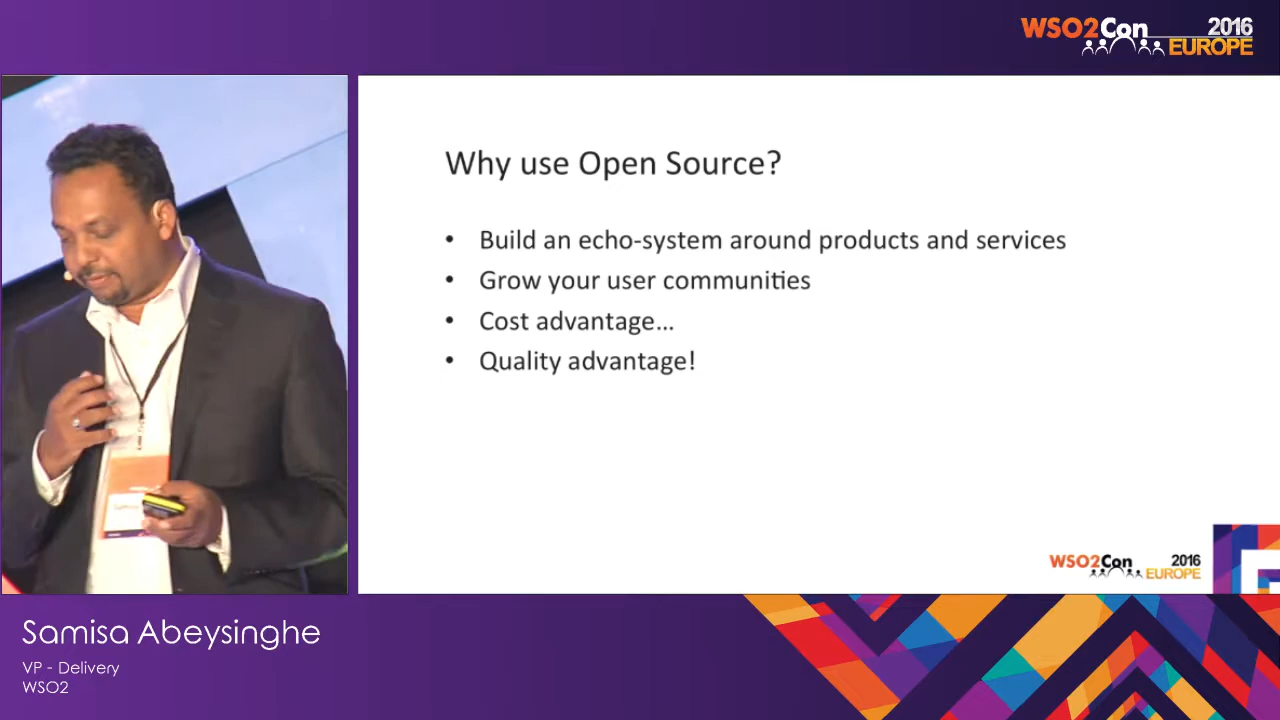 WSO2Con 2016
EUROPE
Why use Open Source?
• Build an echo-system around products and services
• Grow your user communities
• Cost advantage…
• Quality advantage!
WSO2Con 2016
EUROPE
Samisa Abeysinghe
VP - Delivery
WSO2